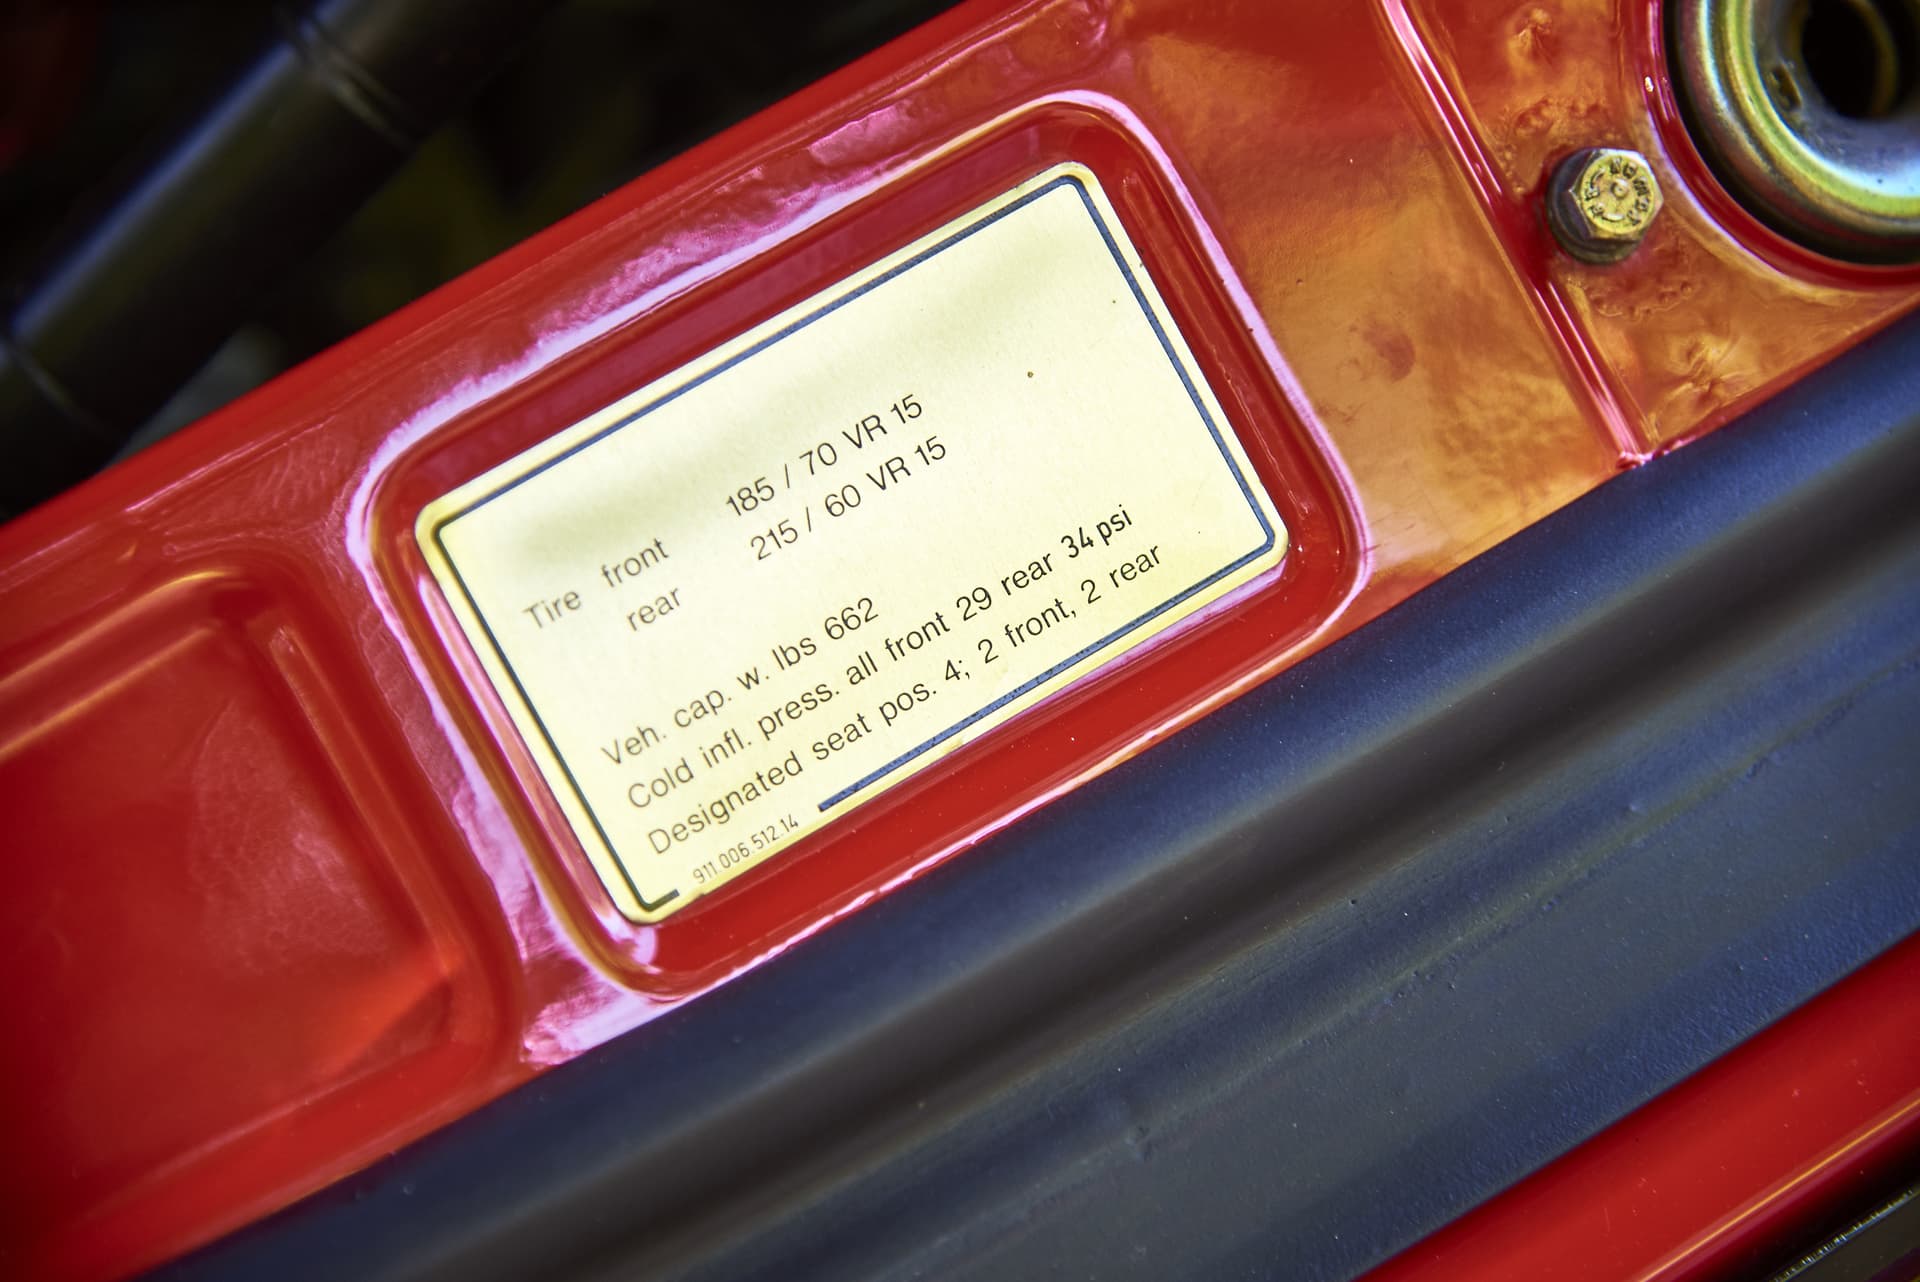 Tire front 185 / 70 VR 15
rear 215 / 60 VR 15
Veh. cap. w. lbs 662
Cold infl. press. all front 29 rear 34 psi
Designated seat pos. 4; 2 front, 2 rear
911.006.512.14